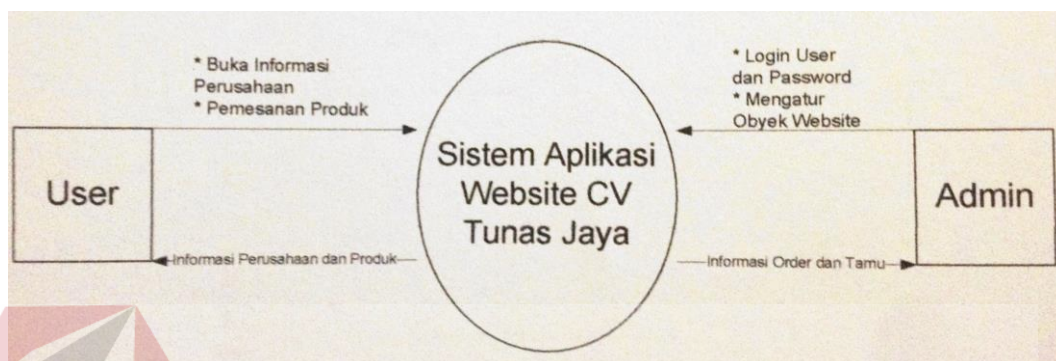 * Buka Informasi
Perusahaan
* Pemesanan Produk
* Login User
dan Password
* Mengatur
Obyek Website
User
Sistem Aplikasi
Website CV
Tunas Jaya
Admin
Informasi Perusahaan dan Produk
Informasi Order dan Tamu